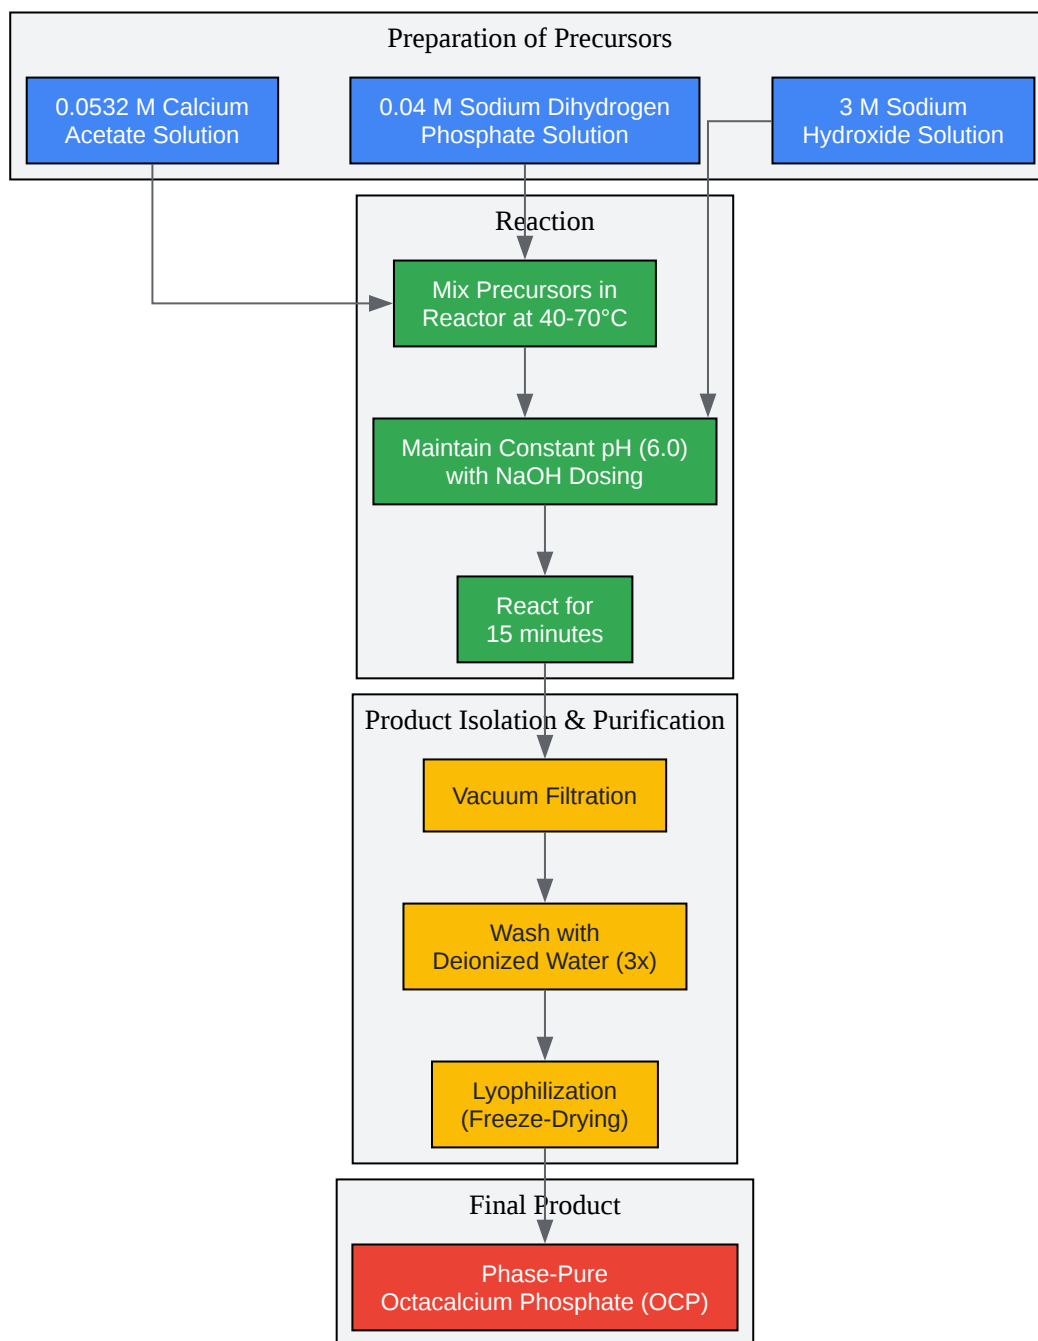 Preparation of Precursors
0.0532 M Calcium
Acetate Solution
0.04 M Sodium Dihydrogen
Phosphate Solution
3 M Sodium
Hydroxide Solution
Reaction
Mix Precursors in
Reactor at 40-70°C
Maintain Constant pH (6.0)
with NaOH Dosing
React for
15 minutes
Product Isolation & Purification
Vacuum Filtration
Wash with
Deionized Water (3x)
Lyophilization
(Freeze-Drying)
Final Product
Phase-Pure
Octacalcium Phosphate (OCP)